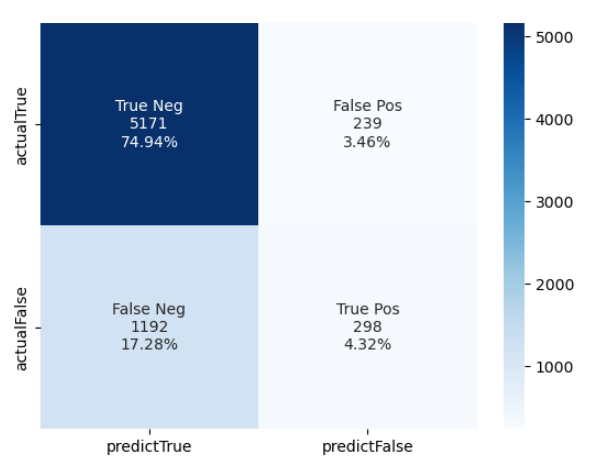 actualTrue
True Neg
5171
74.94%
False Pos
239
3.46%
actualFalse
False Neg
1192
17.28%
True Pos
298
4.32%
predictTrue
predictFalse
5000
4000
3000
2000
1000